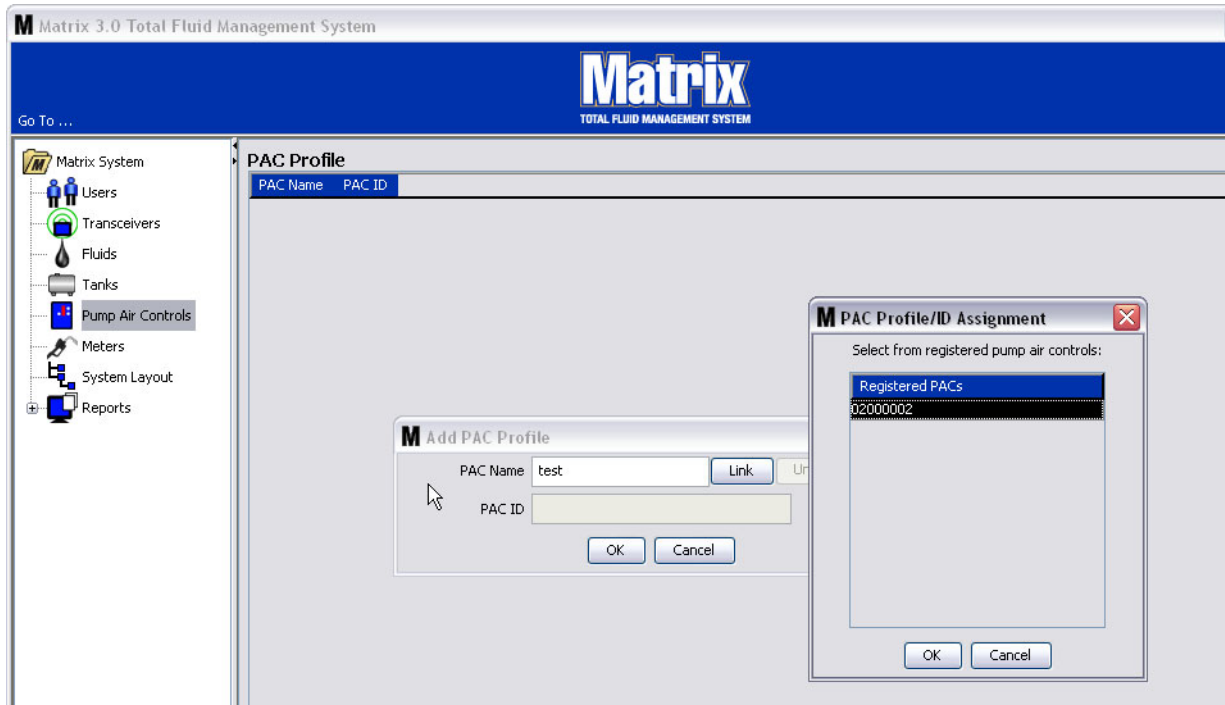 M Matrix 3.0 Total Fluid Management System
Matrix
TOTAL FLUID MANAGEMENT SYSTEM
Go To ...
Matrix System
Users
Transceivers
Fluids
Tanks
Pump Air Controls
Meters
System Layout
Reports
PAC Profile
PAC Name PAC ID
M Add PAC Profile
PAC Name test Link
PAC ID
OK Cancel
M PAC Profile/ID Assignment
Select from registered pump air controls:
Registered PACs
02000002
OK Cancel